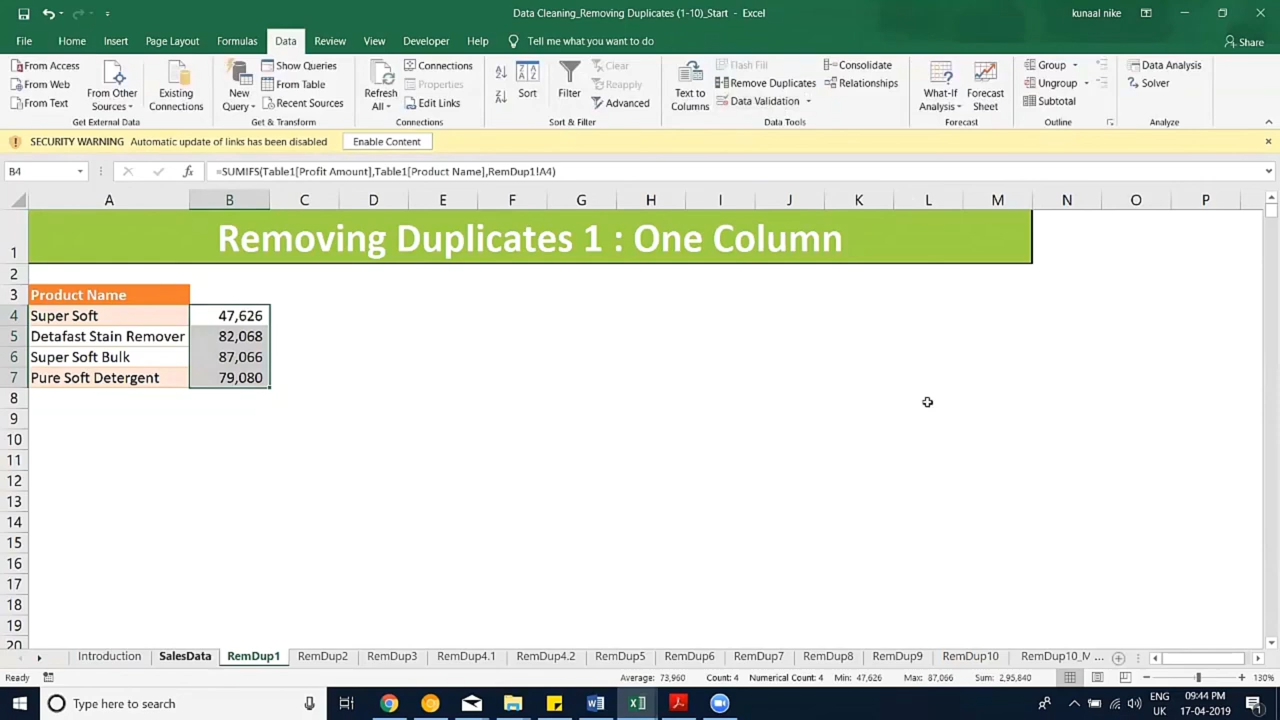 Data Cleaning_Removing Duplicates (1-10)_Start - Excel
kunaal nike
File Home Insert Page Layout Formulas Data Review View Developer Help Tell me what you want to do Share
From Access
From Web
From Text
From Other Sources
Existing Connections
Get External Data
New Query
Show Queries
From Table
Recent Sources
Get & Transform
Refresh All
Connections
Properties
Edit Links
Connections
Sort
Filter
Clear
Reapply
Advanced
Sort & Filter
Text to Columns
Flash Fill
Remove Duplicates
Data Validation
Consolidate
Relationships
Data Tools
What-If Analysis
Forecast Sheet
Forecast
Group
Ungroup
Subtotal
Outline
Data Analysis
Solver
Analyze
SECURITY WARNING Automatic update of links has been disabled Enable Content
B4 fx =SUMIFS(Table1[Profit Amount],Table1[Product Name],RemDup1!A4)
A B C D E F G H I J K L M N O P
1 Removing Duplicates 1 : One Column
2
3 Product Name
4 Super Soft 47,626
5 Detafast Stain Remover 82,068
6 Super Soft Bulk 87,066
7 Pure Soft Detergent 79,080
8
9
10
11
12
13
14
15
16
17
18
19
20
Introduction SalesData RemDup1 RemDup2 RemDup3 RemDup4.1 RemDup4.2 RemDup5 RemDup6 RemDup7 RemDup8 RemDup9 RemDup10 RemDup10_M ...
Ready Average: 73,960 Count: 4 Numerical Count: 4 Min: 47,626 Max: 87,066 Sum: 2,95,840 130%
Type here to search
ENG
UK
09:44 PM
17-04-2019